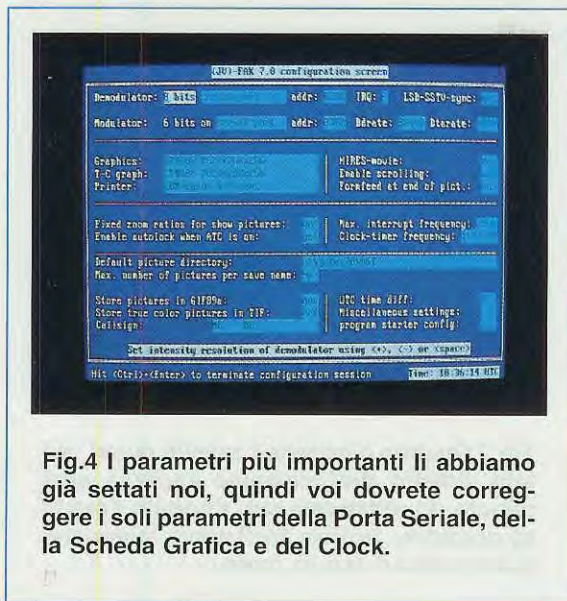 (JV)-FAX 7.0 configuration screen
Demodulator: bits addr: IRQ: LSB-SSTV-sync:
Modulator: 6 bits on addr: Bdrate: Dterate:
Graphics: HIRES-movie:
T-C graph: Enable scrolling:
Printer: Formfeed at end of pict.:
Fixed zoom ratios for show pictures: Max. interrupt frequency:
Enable autolock when ATC is on: Clock-timer frequency:
Default picture directory:
Max. number of pictures per save name:
Store pictures in GIF89a: UTC time diff:
Store true color pictures in TIF: Miscellaneous settings:
Callsign: program starter config:
Set intensity resolution of demodulator using <+>, <-> or <space>
Hit <Ctrl>-<Enter> to terminate configuration session Time: UTC
Fig.4 I parametri più importanti li abbiamo
già settati noi, quindi voi dovrete correg-
gere i soli parametri della Porta Seriale, del-
la Scheda Grafica e del Clock.